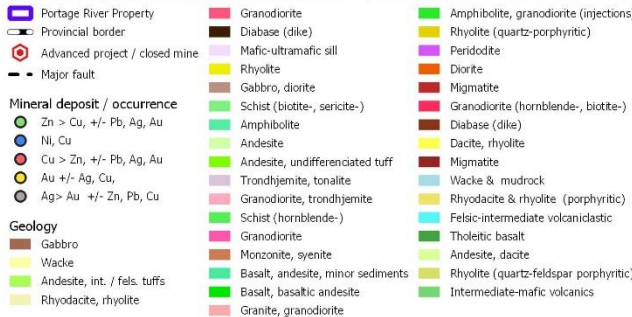 Portage River Property
Provincial border
Advanced project / closed mine
Major fault
Mineral deposit / occurrence
Zn > Cu, +/- Pb, Ag, Au
Ni, Cu
Cu > Zn, +/- Pb, Ag, Au
Au +/- Ag, Cu,
Ag> Au +/- Zn, Pb, Cu
Geology
Gabbro
Wacke
Andesite, int. / fels. tuffs
Rhyodacite, rhyolite
Granodiorite
Diabase (dike)
Mafic-ultramafic sill
Rhyolite
Gabbro, diorite
Schist (biotite-, sericite-)
Amphibolite
Andesite
Andesite, undifferenciated tuff
Trondhjemite, tonalite
Granodiorite, trondhjemite
Schist (hornblende-)
Granodiorite
Monzonite, syenite
Basalt, andesite, minor sediments
Basalt, basaltic andesite
Granite, granodiorite
Amphibolite, granodiorite (injections)
Rhyolite (quartz-porphyritic)
Peridodite
Diorite
Migmatite
Granodiorite (hornblende-, biotite-)
Diabase (dike)
Dacite, rhyolite
Migmatite
Wacke & mudrock
Rhyodacite & rhyolite (porphyritic)
Felsic-intermediate volcaniclastic
Tholeitic basalt
Andesite, dacite
Rhyolite (quartz-feldspar porphyritic)
Intermediate-mafic volcanics